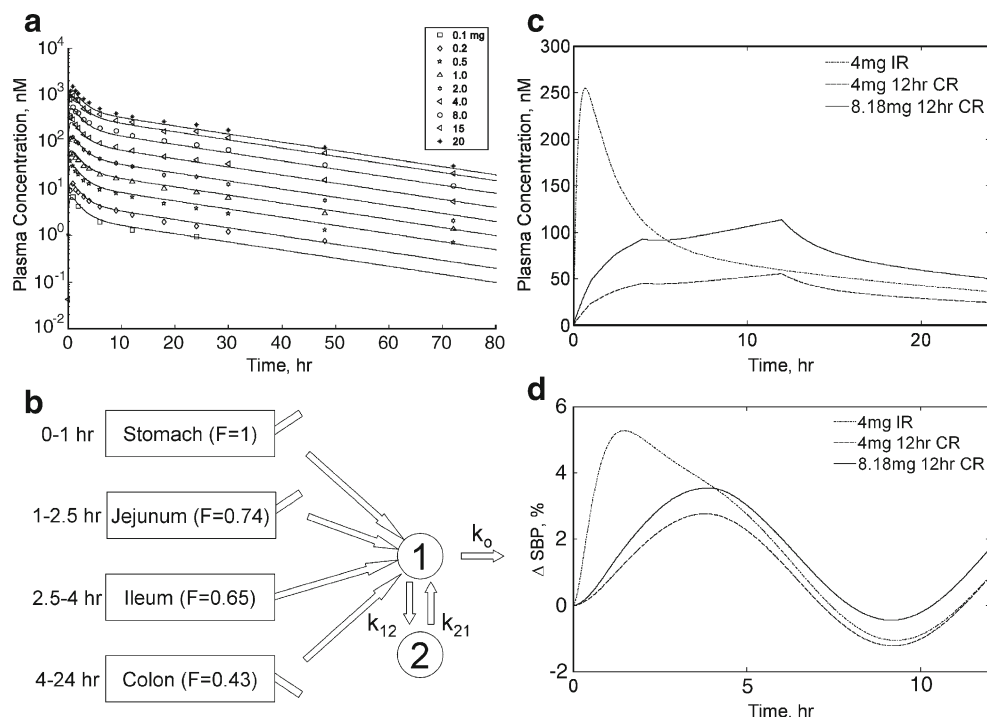 a
Plasma Concentration, nM
10^4
10^3
10^2
10^1
10^0
10^-1
10^-2
0 10 20 30 40 50 60 70 80
Time, hr
0.1 mg
0.2
0.5
1.0
2.0
4.0
8.0
15
20
b
0-1 hr Stomach (F=1)
1-2.5 hr Jejunum (F=0.74)
2.5-4 hr Ileum (F=0.65)
4-24 hr Colon (F=0.43)
1
k_o
k_12 k_21
2
c
Plasma Concentration, nM
300
250
200
150
100
50
0
0 10 20
Time, hr
4mg IR
4mg 12hr CR
8.18mg 12hr CR
d
Δ SBP, %
6
4
2
0
-2
0 5 10
Time, hr
4mg IR
4mg 12hr CR
8.18mg 12hr CR